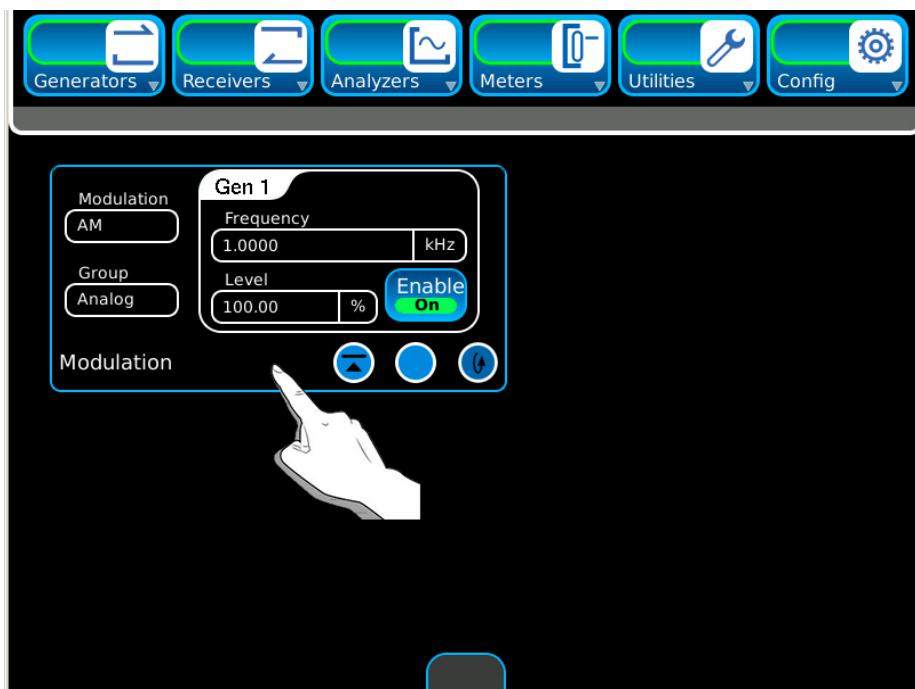 Generators Receivers Analyzers Meters Utilities Config
Modulation
AM
Group
Analog
Gen 1
Frequency
1.0000 kHz
Level
100.00 %
Enable
On
Modulation